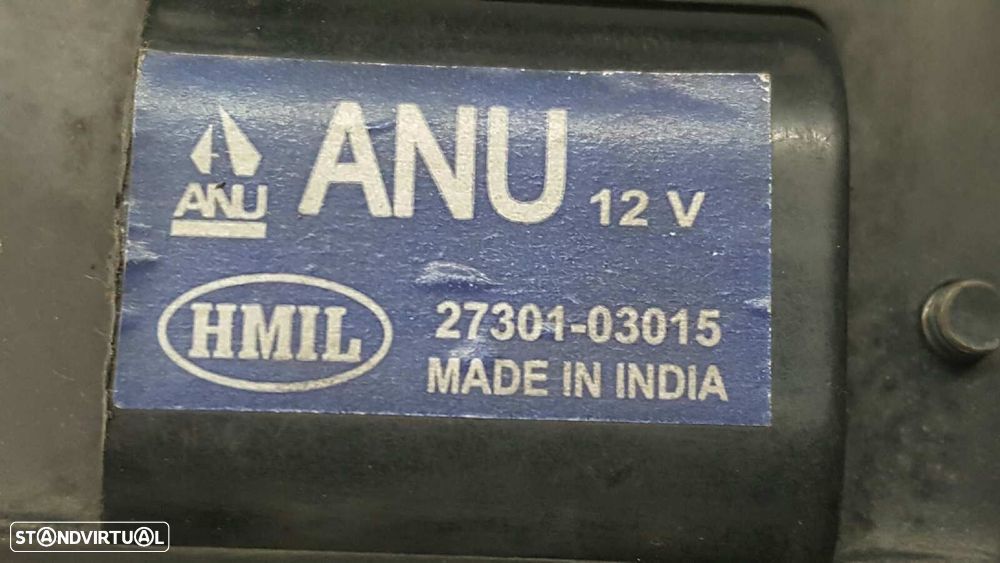 ANU
ANU 12 V
HMIL
27301-03015
MADE IN INDIA
STANDVIRTUAL